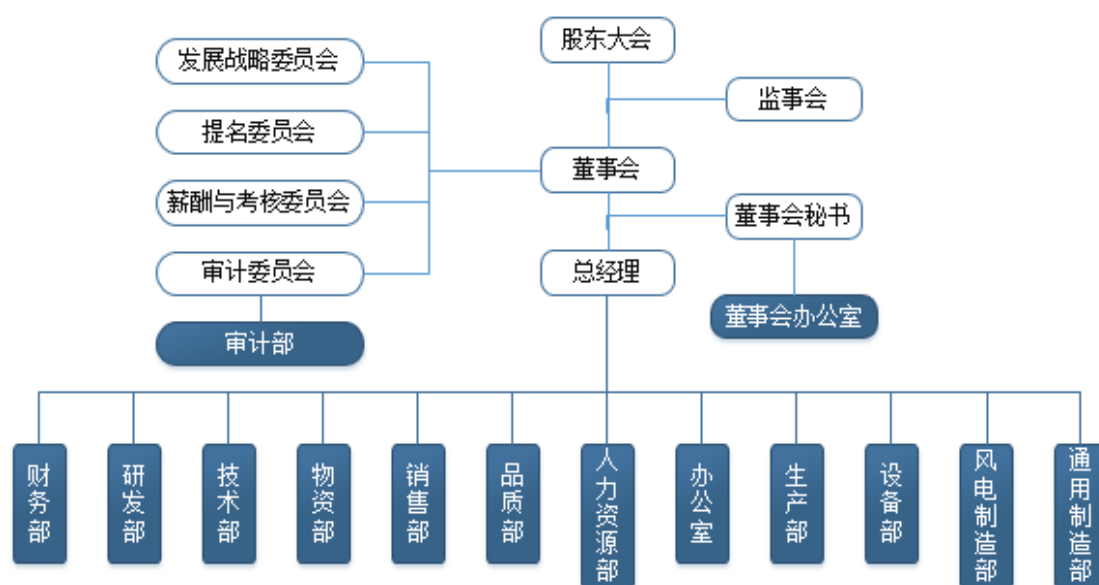 股东大会
发展战略委员会
监事会
提名委员会
董事会
薪酬与考核委员会
董事会秘书
审计委员会
总经理
董事会办公室
审计部
财务部
研发部
技术部
物资部
销售部
品质部
人力资源部
办公室
生产部
设备部
风电制造部
通用制造部